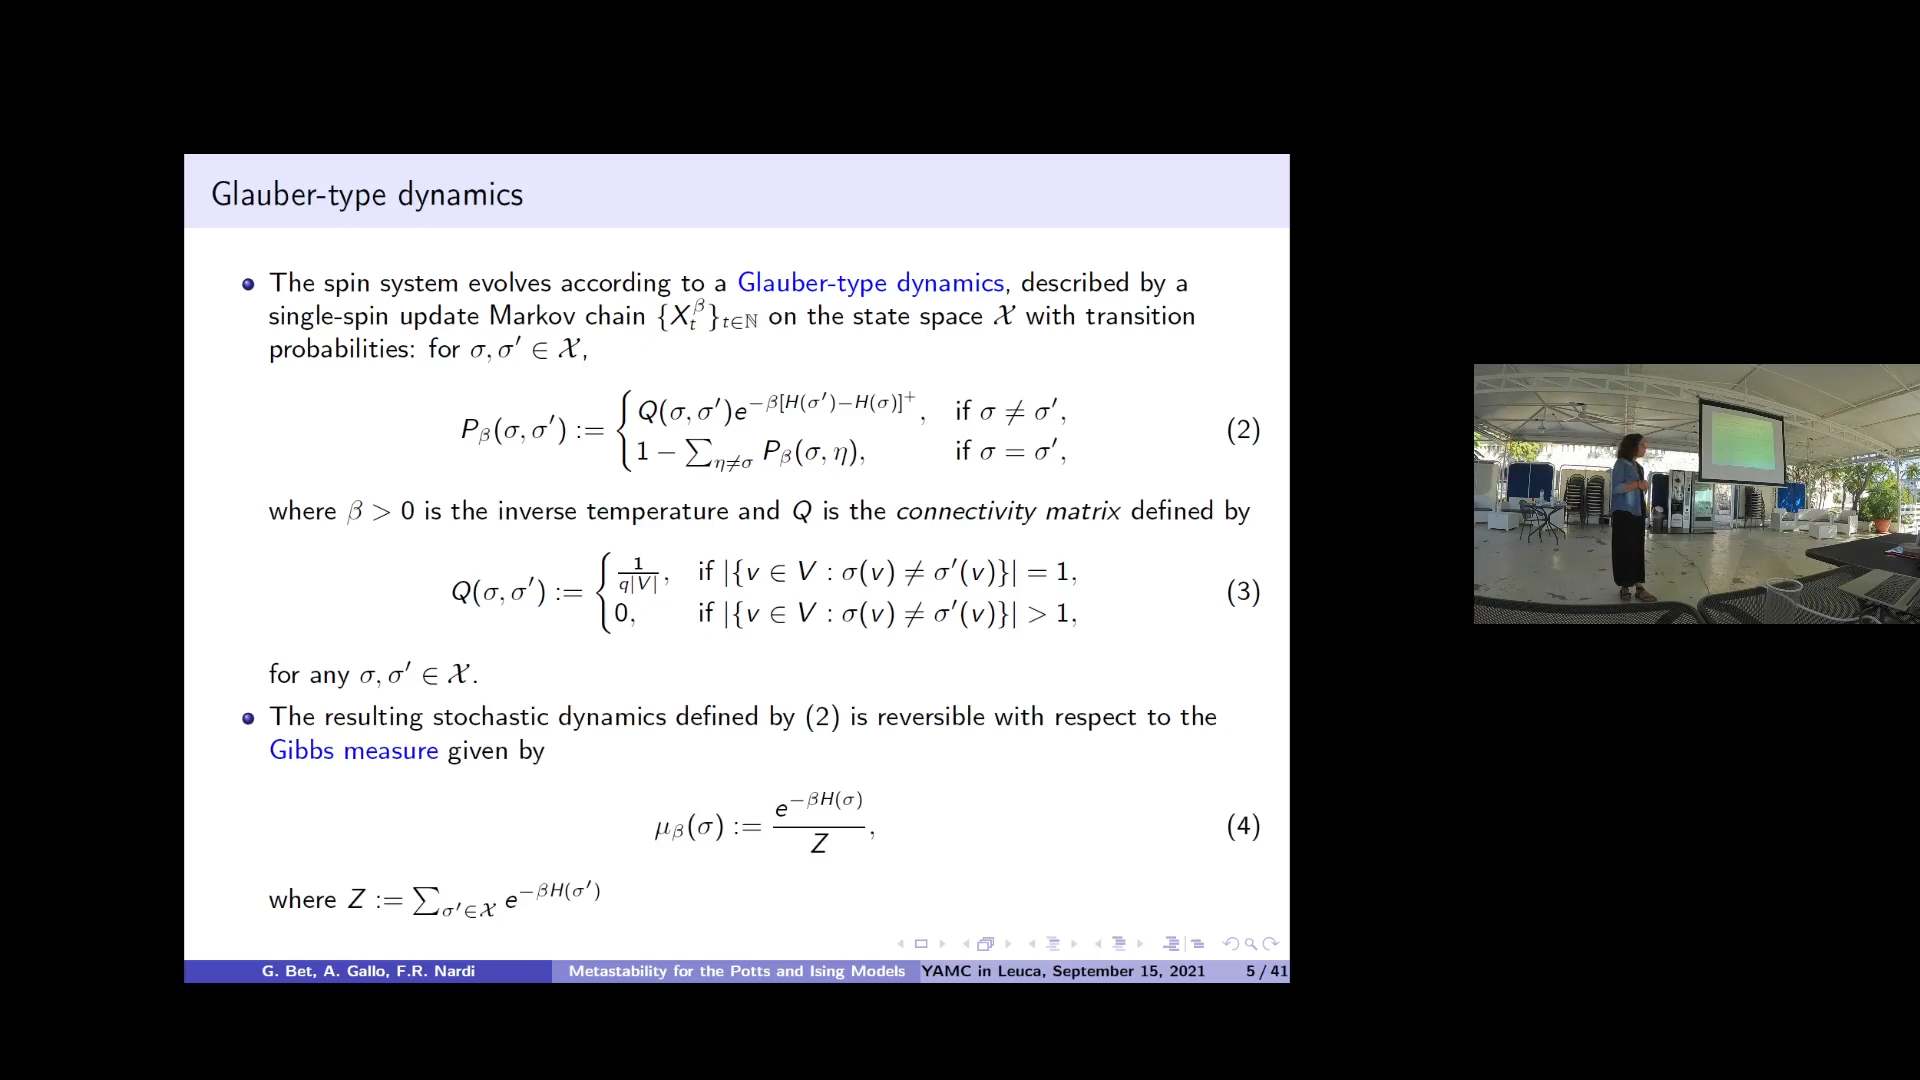 Glauber-type dynamics
The spin system evolves according to a Glauber-type dynamics, described by a
single-spin update Markov chain {X_t^β}_{t∈ℕ} on the state space 𝒳 with transition
probabilities: for σ, σ′ ∈ 𝒳,
P_β(σ, σ′) := { Q(σ, σ′)e^{−β[H(σ′)−H(σ)]^+}, if σ ≠ σ′,
1 − ∑_{η≠σ} P_β(σ, η), if σ = σ′, (2)
where β > 0 is the inverse temperature and Q is the connectivity matrix defined by
Q(σ, σ′) := { 1/(q|V|), if |{v ∈ V : σ(v) ≠ σ′(v)}| = 1,
0, if |{v ∈ V : σ(v) ≠ σ′(v)}| > 1, (3)
for any σ, σ′ ∈ 𝒳.
The resulting stochastic dynamics defined by (2) is reversible with respect to the
Gibbs measure given by
μ_β(σ) := e^{−βH(σ)}/Z, (4)
where Z := ∑_{σ′∈𝒳} e^{−βH(σ′)}
G. Bet, A. Gallo, F.R. Nardi Metastability for the Potts and Ising Models YAMC in Leuca, September 15, 2021 5 / 41